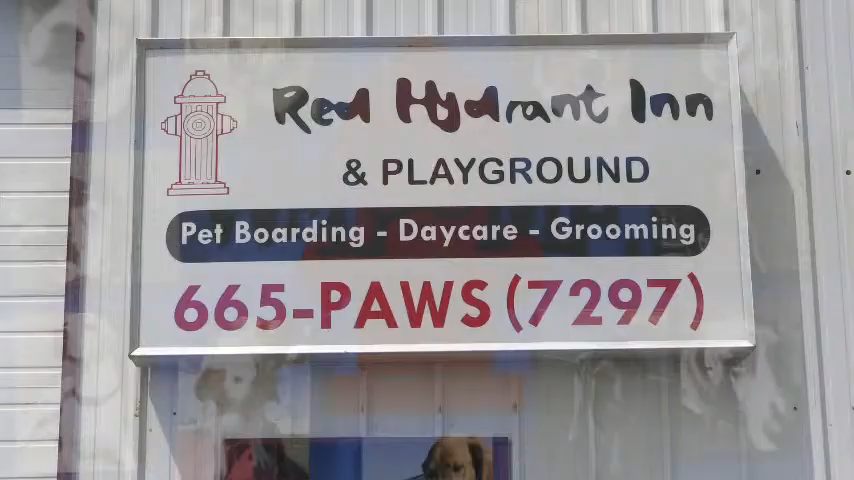 Red Hydrant Inn
& PLAYGROUND
Pet Boarding - Daycare - Grooming
665-PAWS (7297)